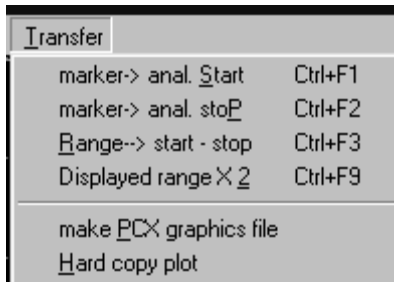 Transfer
marker-> anal. Start Ctrl+F1
marker-> anal. stoP Ctrl+F2
Range--> start - stop Ctrl+F3
Displayed range X 2 Ctrl+F9
make PCX graphics file
Hard copy plot